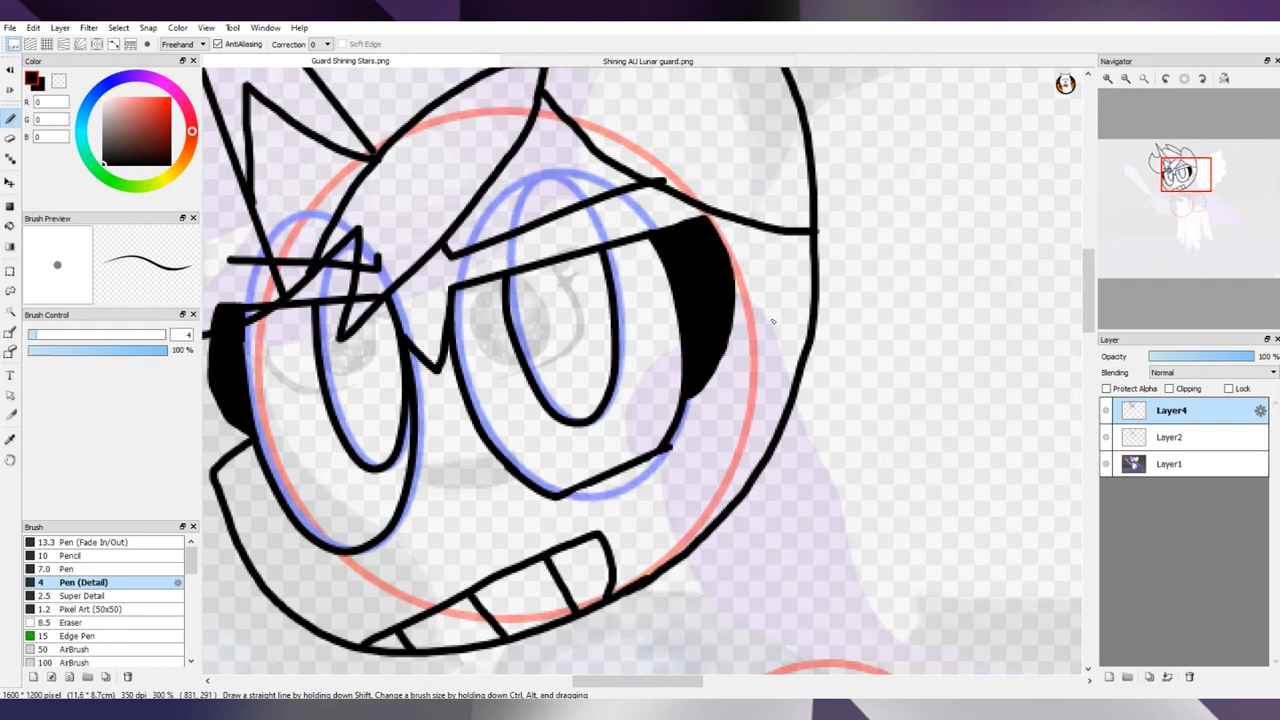 File Edit Layer Filter Select Snap Color View Tool Window Help
Freehand AntiAliasing Correction 0 Soft Edge
Color
Guard Shining Stars.png
Shining AU Lunar guard.png
Navigator
R 0
G 0
B 0
Brush Preview
Brush Control
4
100 %
Layer
Opacity 100 %
Blending Normal
Protect Alpha Clipping Lock
Layer4
Layer2
Layer1
Brush
13.3 Pen (Fade In/Out)
10 Pencil
7.0 Pen
4 Pen (Detail)
2.5 Super Detail
1.2 Pixel Art (50x50)
8.5 Eraser
15 Edge Pen
50 AirBrush
100 AirBrush
1600 * 1200 pixel (11.6 * 8.7cm) 350 dpi 300 % ( 831, 291 ) Draw a straight line by holding down Shift, Change a brush size by holding down Ctrl, Alt, and dragging